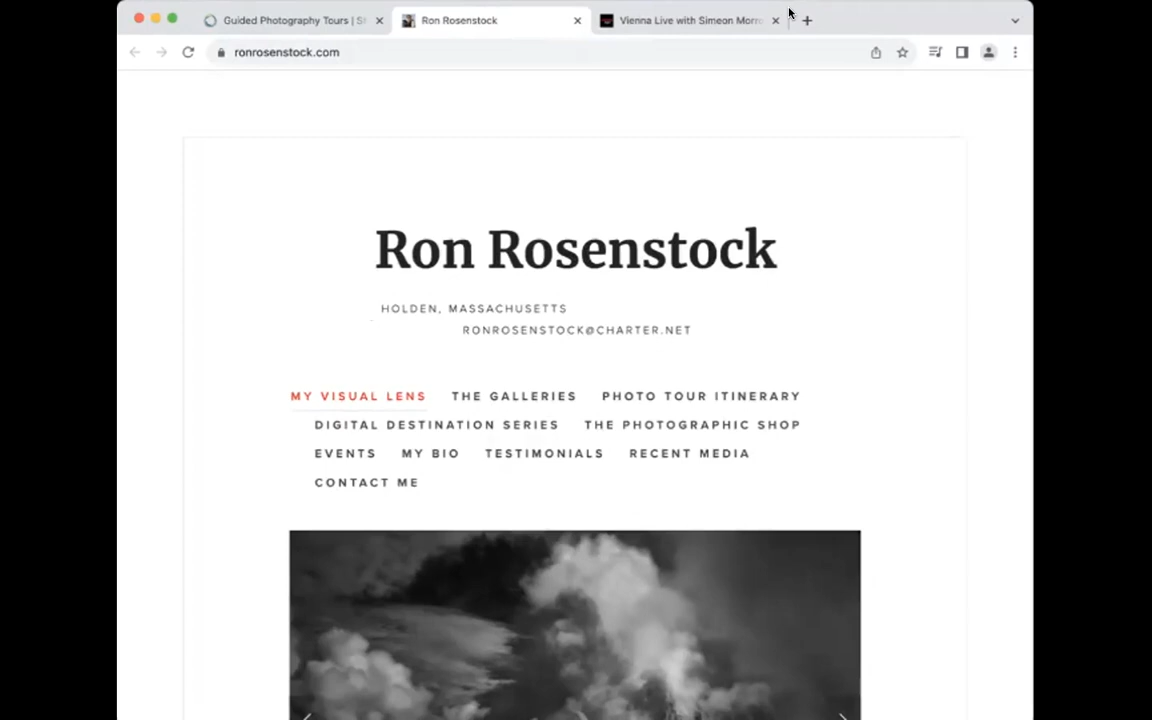 Guided Photography Tours | S
Ron Rosenstock
Vienna Live with Simeon Morr
ronrosenstock.com
Ron Rosenstock
HOLDEN, MASSACHUSETTS
RONROSENSTOCK@CHARTER.NET
MY VISUAL LENS THE GALLERIES PHOTO TOUR ITINERARY
DIGITAL DESTINATION SERIES THE PHOTOGRAPHIC SHOP
EVENTS MY BIO TESTIMONIALS RECENT MEDIA
CONTACT ME